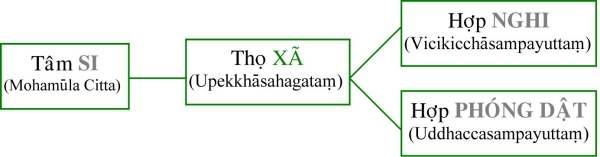 Tâm SI
(Mohamūla Citta)
Thọ XÃ
(Upekkhāsahagataṃ)
Hợp NGHI
(Vicikicchāsampayuttaṃ)
Hợp PHÓNG DẬT
(Uddhaccasampayuttaṃ)